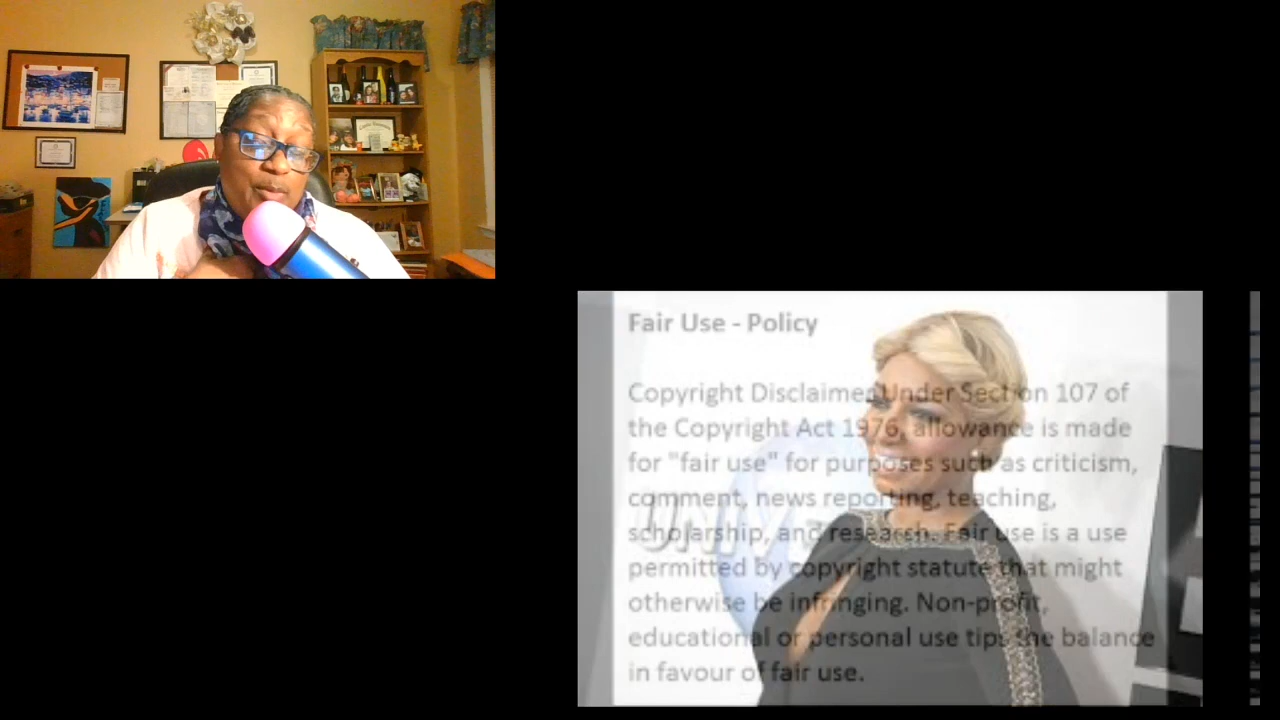 Fair Use - Policy
Copyright Disclaimer Under Section 107 of
the Copyright Act 1976, allowance is made
for "fair use" for purposes such as criticism,
comment, news reporting, teaching,
scholarship, and research. Fair use is a use
permitted by copyright statute that might
otherwise be infringing. Non-profit,
educational or personal use tips the balance
in favour of fair use.